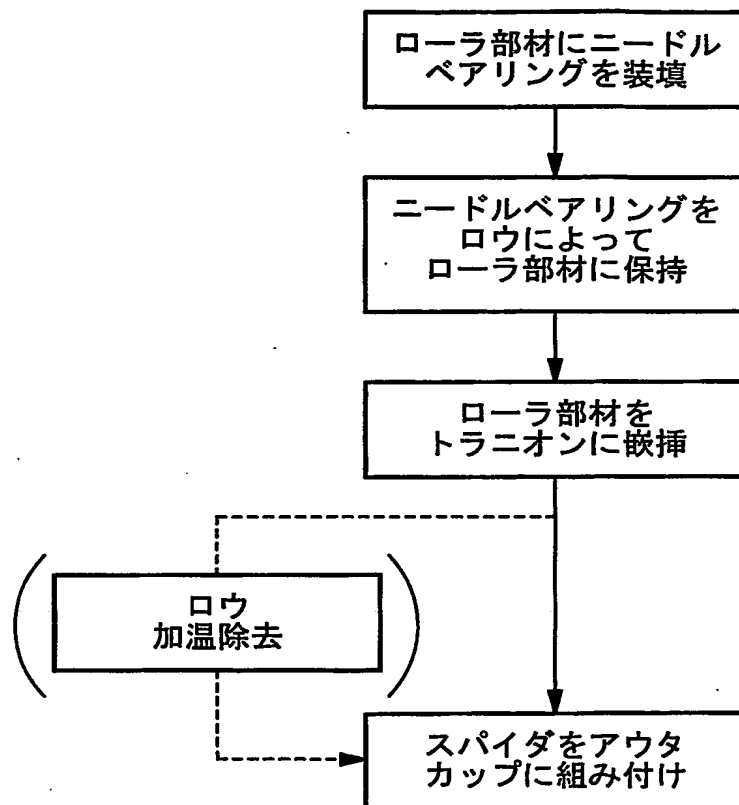 ローラ部材にニードル
ベアリングを装填
ニードルベアリングを
ロウによって
ローラ部材に保持
ローラ部材を
トラニオンに嵌挿
ロウ
加温除去
スパイダをアウタ
カップに組み付け